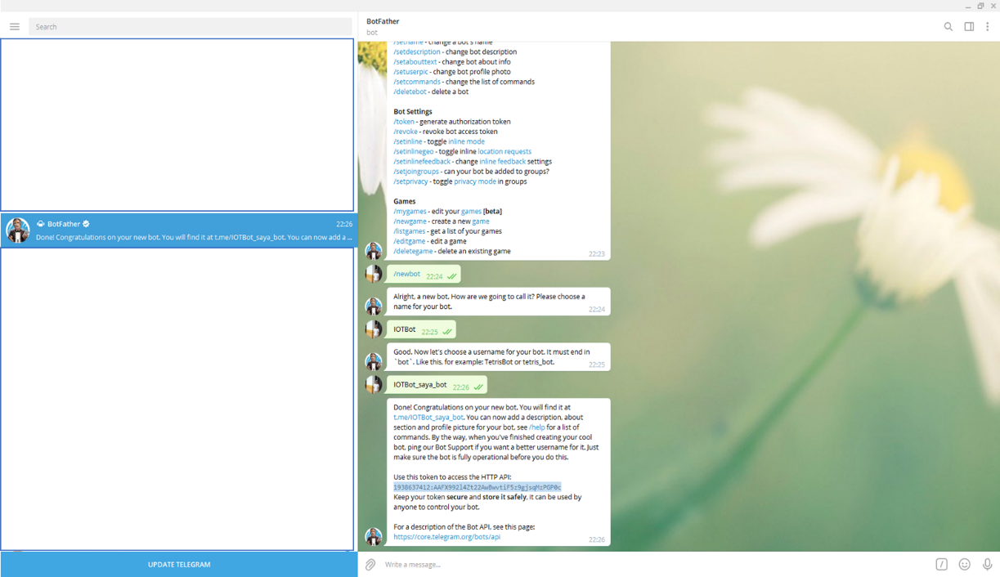 Search
BotFather
22:26
Done! Congratulations on your new bot. You will find it at t.me/IOTBot_saya_bot. You can now add a ...
UPDATE TELEGRAM
BotFather
bot
/setname - change a bot's name
/setdescription - change bot description
/setabouttext - change bot about info
/setuserpic - change bot profile photo
/setcommands - change the list of commands
/deletebot - delete a bot
Bot Settings
/token - generate authorization token
/revoke - revoke bot access token
/setinline - toggle inline mode
/setinlinegeo - toggle inline location requests
/setinlinefeedback - change inline feedback settings
/setjoingroups - can your bot be added to groups?
/setprivacy - toggle privacy mode in groups
Games
/mygames - edit your games [beta]
/newgame - create a new game
/listgames - get a list of your games
/editgame - edit a game
/deletegame - delete an existing game
22:23
/newbot 22:24
Alright, a new bot. How are we going to call it? Please choose a
name for your bot.
22:24
IOTBot 22:25
Good. Now let's choose a username for your bot. It must end in
`bot`. Like this, for example: TetrisBot or tetris_bot.
22:25
IOTBot_saya_bot 22:26
Done! Congratulations on your new bot. You will find it at
t.me/IOTBot_saya_bot. You can now add a description, about
section and profile picture for your bot, see /help for a list of
commands. By the way, when you've finished creating your cool
bot, ping our Bot Support if you want a better username for it. Just
make sure the bot is fully operational before you do this.
Use this token to access the HTTP API:
Keep your token secure and store it safely, it can be used by
anyone to control your bot.
For a description of the Bot API, see this page:
https://core.telegram.org/bots/api
22:26
Write a message...